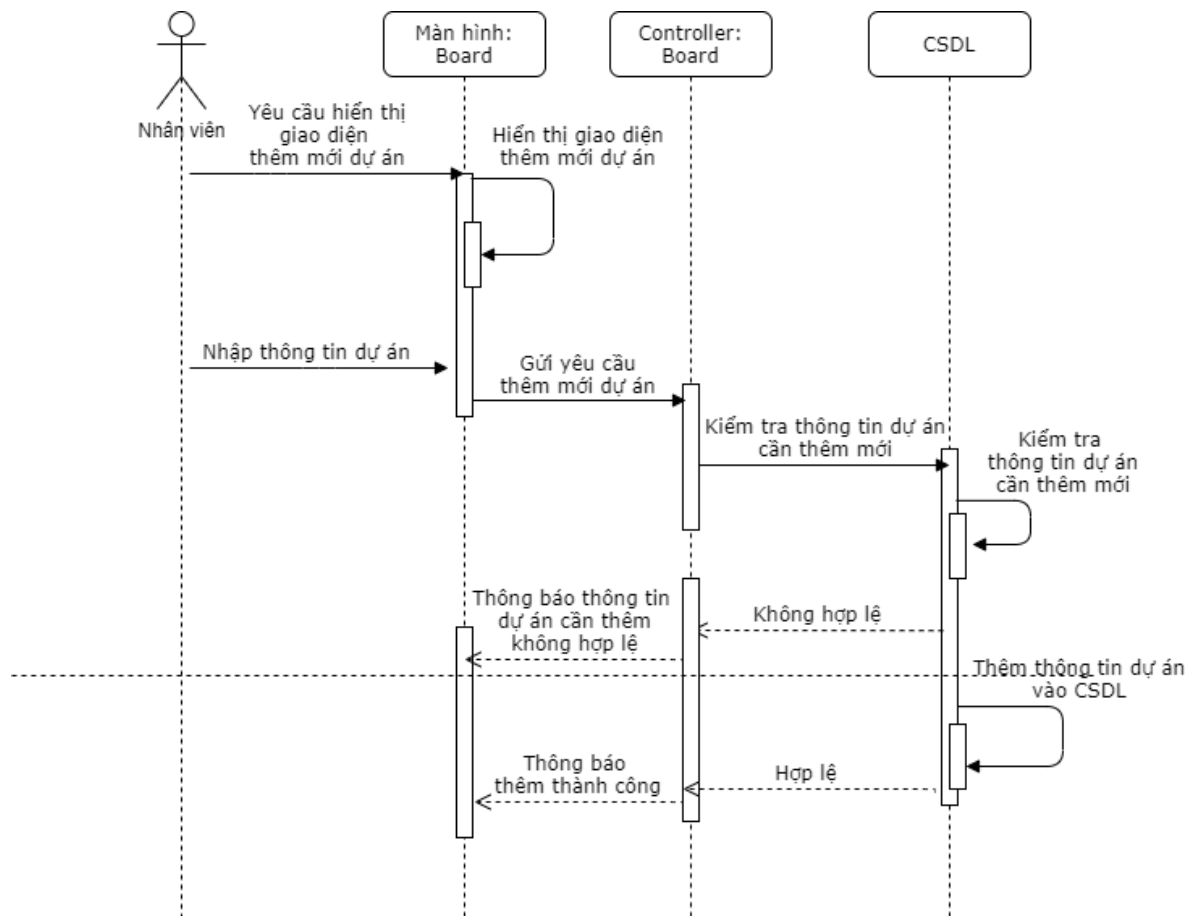 Màn hình:
Board
Controller:
Board
CSDL
Nhân viên
Yêu cầu hiển thị
giao diện
thêm mới dự án
Hiển thị giao diện
thêm mới dự án
Nhập thông tin dự án
Gửi yêu cầu
thêm mới dự án
Kiểm tra thông tin dự án
cần thêm mới
Kiểm tra
thông tin dự án
cần thêm mới
Thông báo thông tin
dự án cần thêm
không hợp lệ
Không hợp lệ
Thêm thông tin dự án
vào CSDL
Thông báo
thêm thành công
Hợp lệ